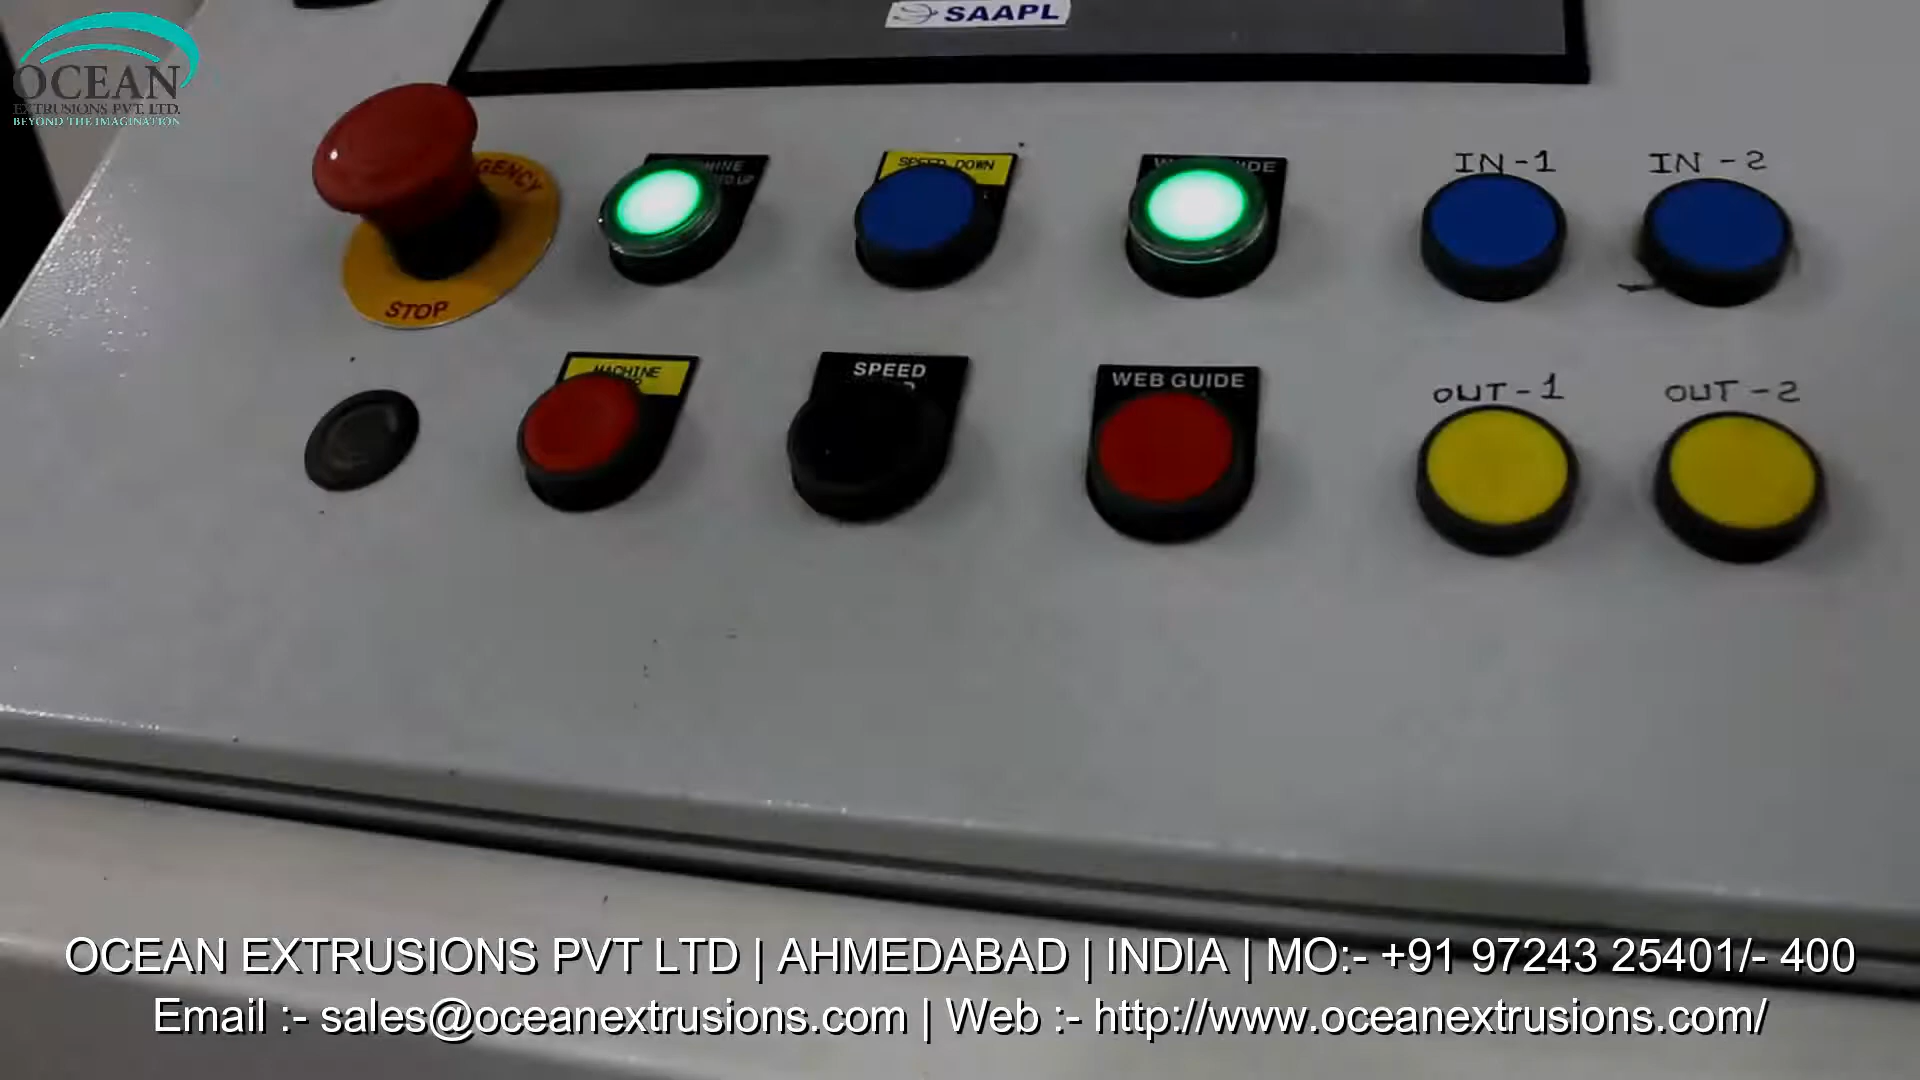 SAAPL
OCEAN
EXTRUSIONS PVT. LTD.
BEYOND THE IMAGINATION
STOP
SPEED DOWN
IN-1
IN-2
MACHINE
SPEED
WEB GUIDE
OUT-1
OUT-2
OCEAN EXTRUSIONS PVT LTD | AHMEDABAD | INDIA | MO:- +91 97243 25401/- 400
Email :- sales@oceanextrusions.com | Web :- http://www.oceanextrusions.com/